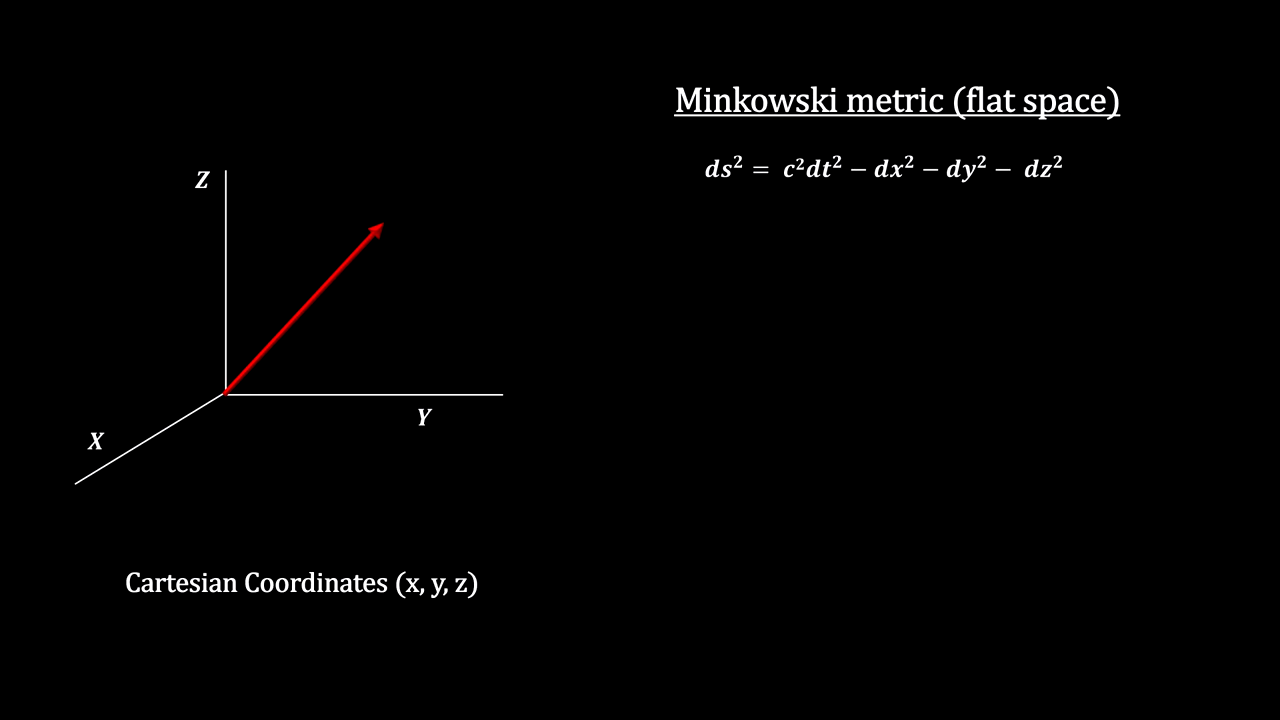 Minkowski metric (flat space)
ds² = c²dt² − dx² − dy² − dz²
Z
Y
X
Cartesian Coordinates (x, y, z)